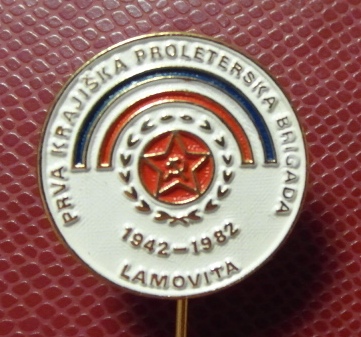 PRVA KRAJIŠKA PROLETERSKA BRIGADA
1942-1982
LAMOVITA